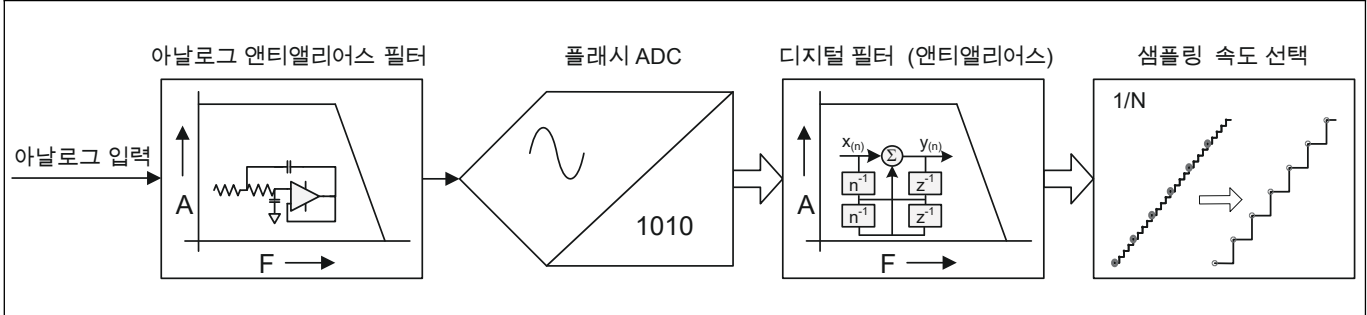 아날로그 앤티앨리어스 필터
플래시 ADC
디지털 필터 (앤티앨리어스)
샘플링 속도 선택
아날로그 입력
A
F
1010
x(n)
Σ
y(n)
n-1
z-1
n-1
z-1
A
F
1/N